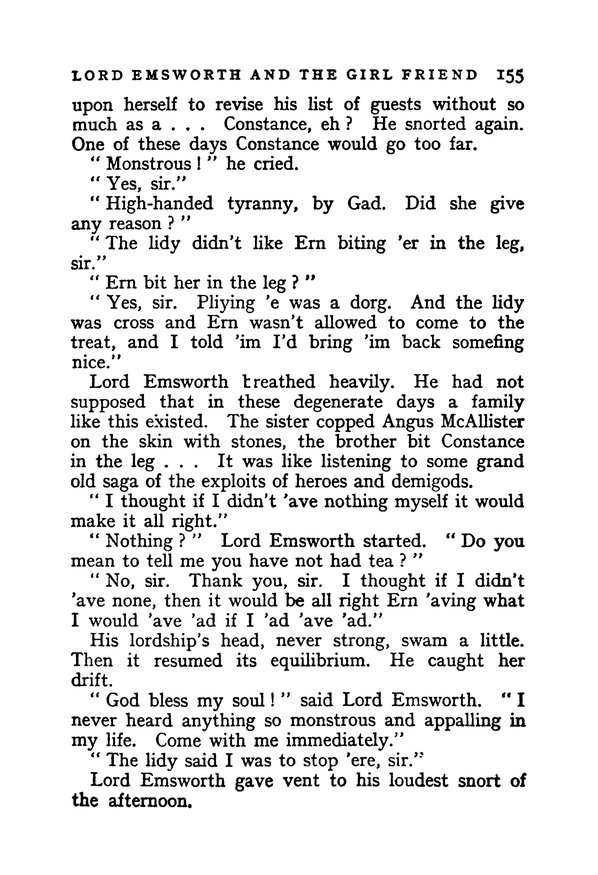 LORD EMSWORTH AND THE GIRL FRIEND 155
upon herself to revise his list of guests without so
much as a . . . Constance, eh ? He snorted again.
One of these days Constance would go too far.
" Monstrous ! " he cried.
" Yes, sir."
" High-handed tyranny, by Gad. Did she give
any reason ? "
" The lidy didn't like Ern biting 'er in the leg,
sir."
" Ern bit her in the leg ? "
" Yes, sir. Pliying 'e was a dorg. And the lidy
was cross and Ern wasn't allowed to come to the
treat, and I told 'im I'd bring 'im back somefing
nice."
Lord Emsworth breathed heavily. He had not
supposed that in these degenerate days a family
like this existed. The sister copped Angus McAllister
on the skin with stones, the brother bit Constance
in the leg . . . It was like listening to some grand
old saga of the exploits of heroes and demigods.
" I thought if I didn't 'ave nothing myself it would
make it all right."
" Nothing ? " Lord Emsworth started. " Do you
mean to tell me you have not had tea ? "
" No, sir. Thank you, sir. I thought if I didn't
'ave none, then it would be all right Ern 'aving what
I would 'ave 'ad if I 'ad 'ave 'ad."
His lordship's head, never strong, swam a little.
Then it resumed its equilibrium. He caught her
drift.
" God bless my soul ! " said Lord Emsworth. " I
never heard anything so monstrous and appalling in
my life. Come with me immediately."
" The lidy said I was to stop 'ere, sir."
Lord Emsworth gave vent to his loudest snort of
the afternoon.